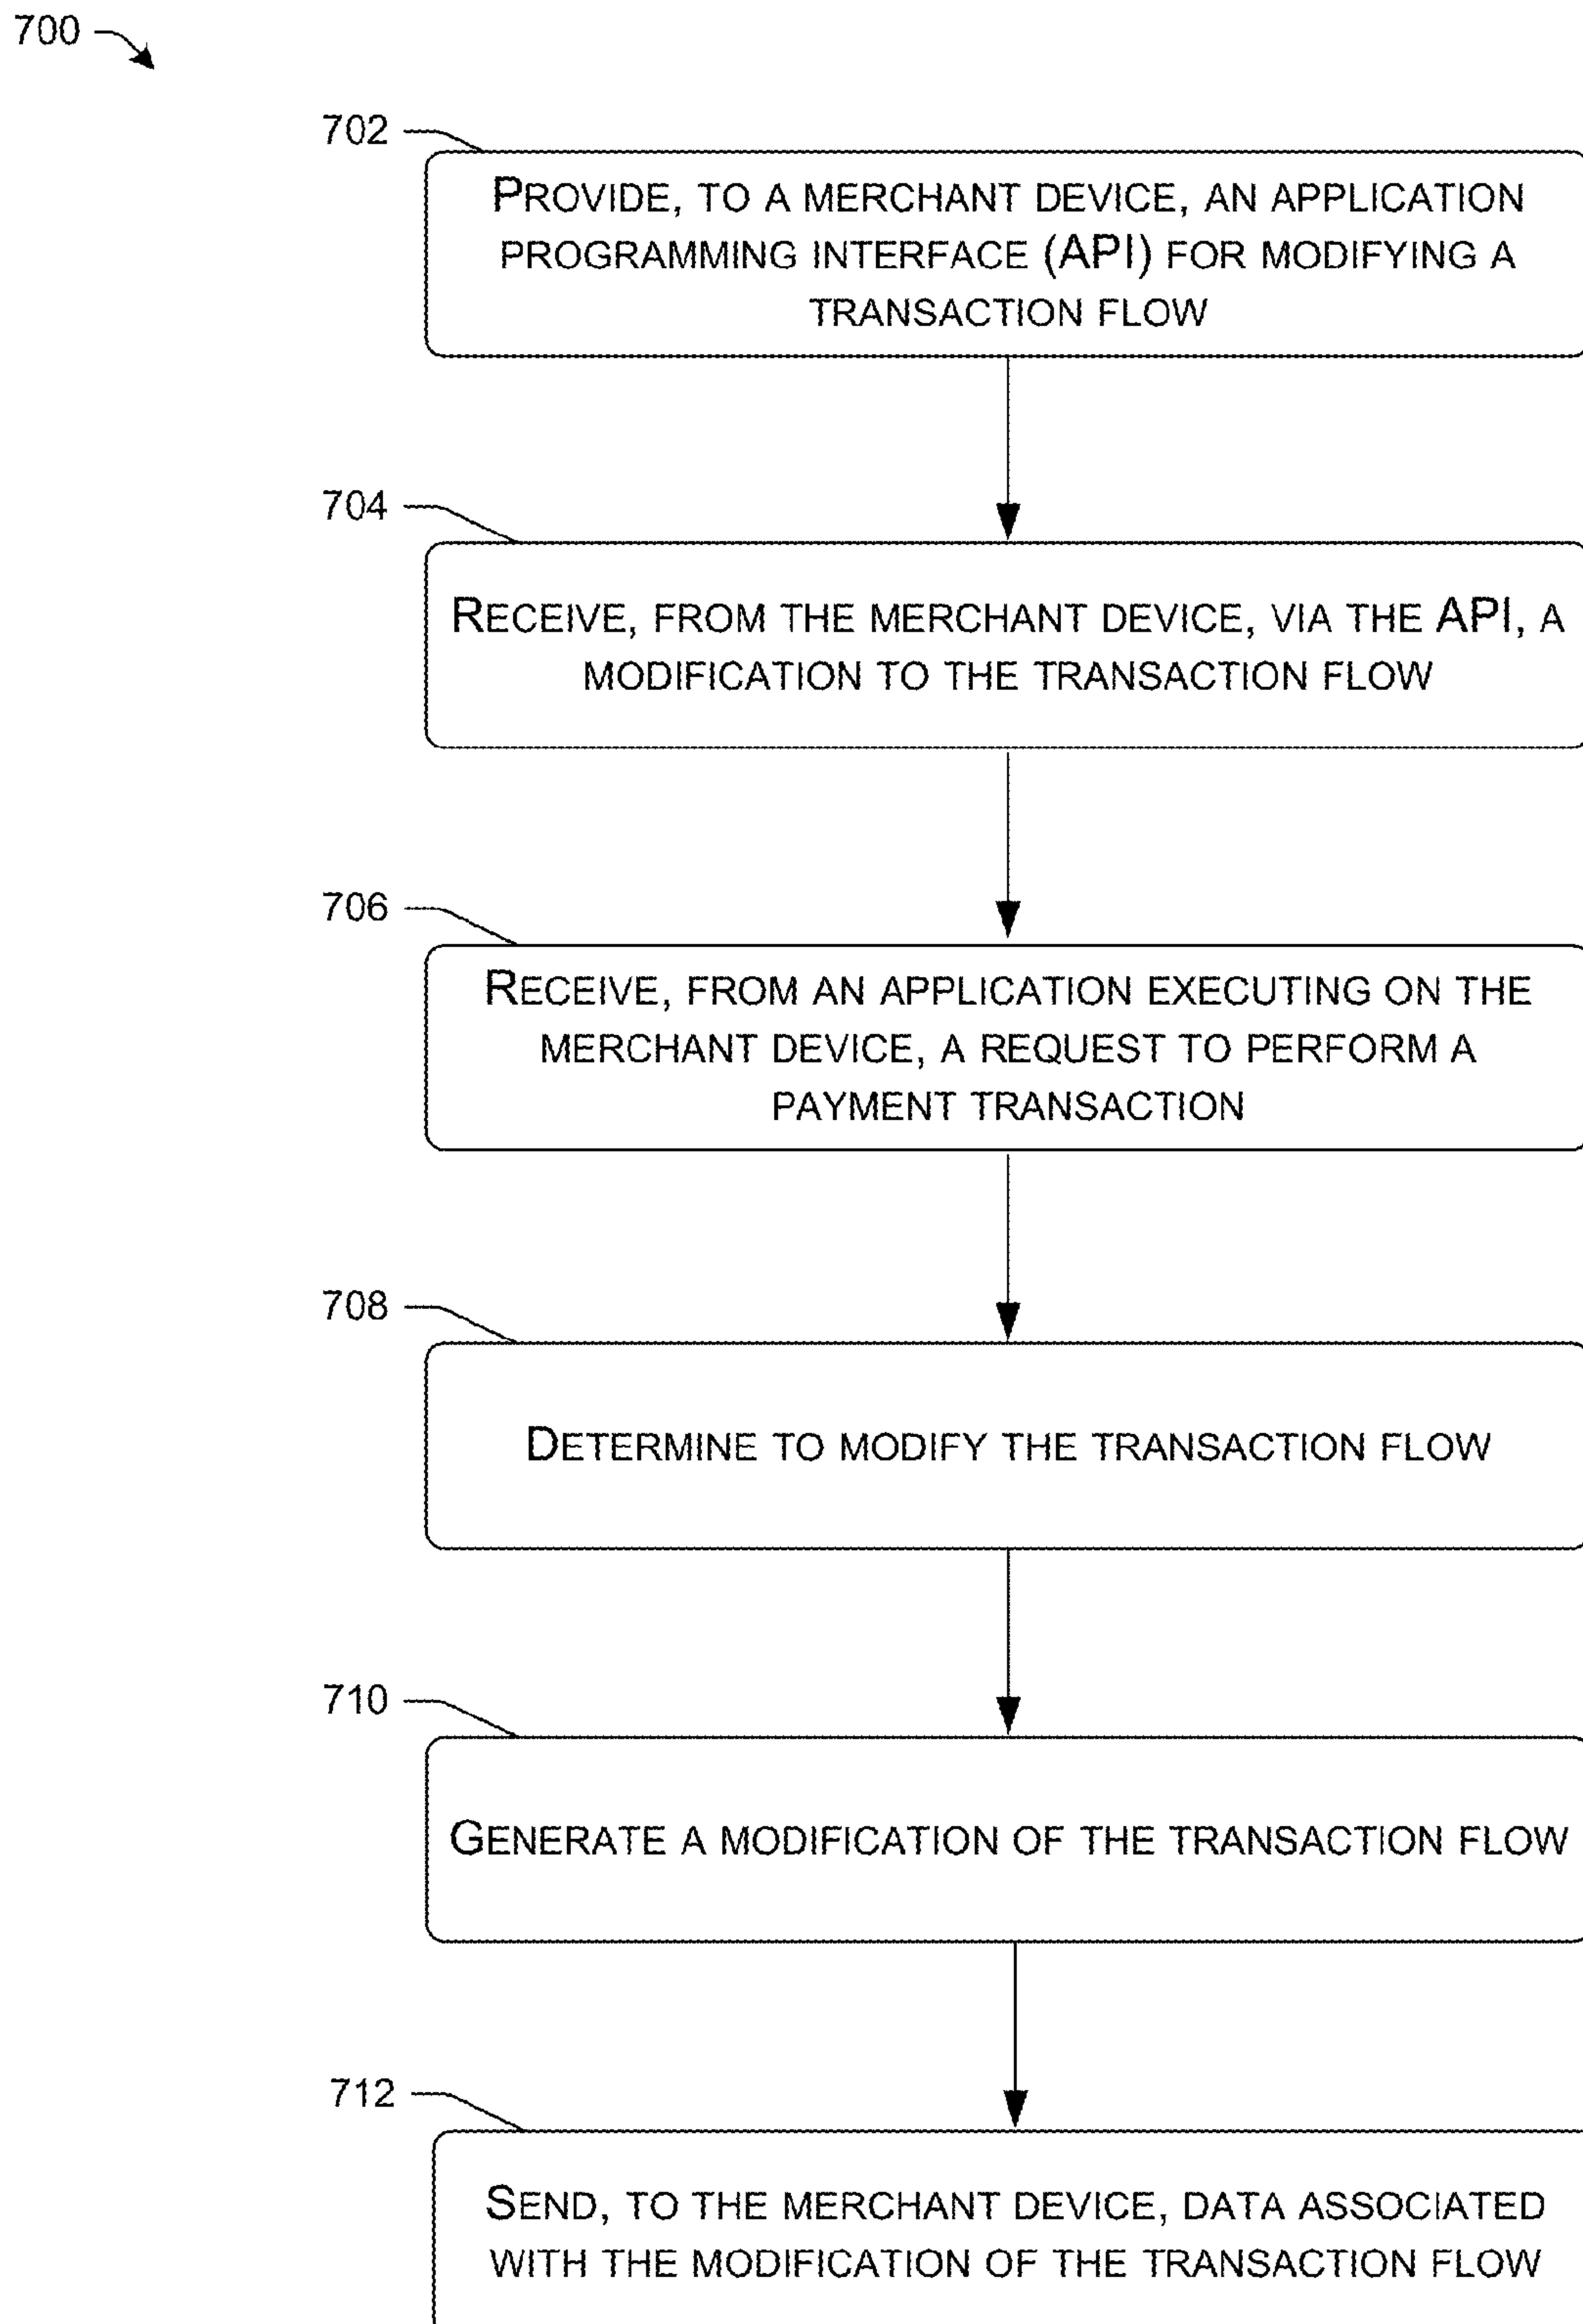 700
702
PROVIDE, TO A MERCHANT DEVICE, AN APPLICATION
PROGRAMMING INTERFACE (API) FOR MODIFYING A
TRANSACTION FLOW
704
RECEIVE, FROM THE MERCHANT DEVICE, VIA THE API, A
MODIFICATION TO THE TRANSACTION FLOW
706
RECEIVE, FROM AN APPLICATION EXECUTING ON THE
MERCHANT DEVICE, A REQUEST TO PERFORM A
PAYMENT TRANSACTION
708
DETERMINE TO MODIFY THE TRANSACTION FLOW
710
GENERATE A MODIFICATION OF THE TRANSACTION FLOW
712
SEND, TO THE MERCHANT DEVICE, DATA ASSOCIATED
WITH THE MODIFICATION OF THE TRANSACTION FLOW